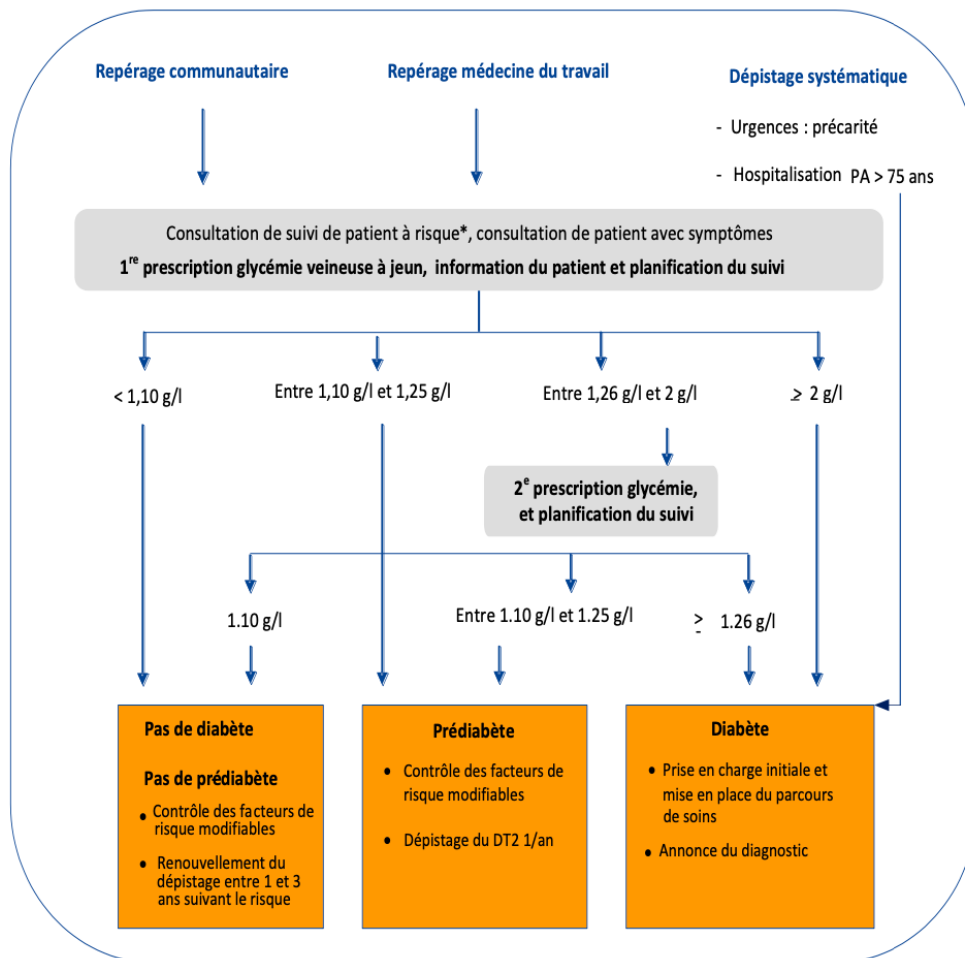 Repérage communautaire
Repérage médecine du travail
Dépistage systématique
- Urgences : précarité
- Hospitalisation PA > 75 ans
Consultation de suivi de patient à risque*, consultation de patient avec symptômes
1re prescription glycémie veineuse à jeun, information du patient et planification du suivi
< 1,10 g/l
Entre 1,10 g/l et 1,25 g/l
Entre 1,26 g/l et 2 g/l
≥ 2 g/l
2e prescription glycémie,
et planification du suivi
1.10 g/l
Entre 1.10 g/l et 1.25 g/l
≥ 1.26 g/l
Pas de diabète
Pas de prédiabète
• Contrôle des facteurs de
risque modifiables
• Renouvellement du
dépistage entre 1 et 3
ans suivant le risque
Prédiabète
• Contrôle des facteurs de
risque modifiables
• Dépistage du DT2 1/an
Diabète
• Prise en charge initiale et
mise en place du parcours
de soins
• Annonce du diagnostic